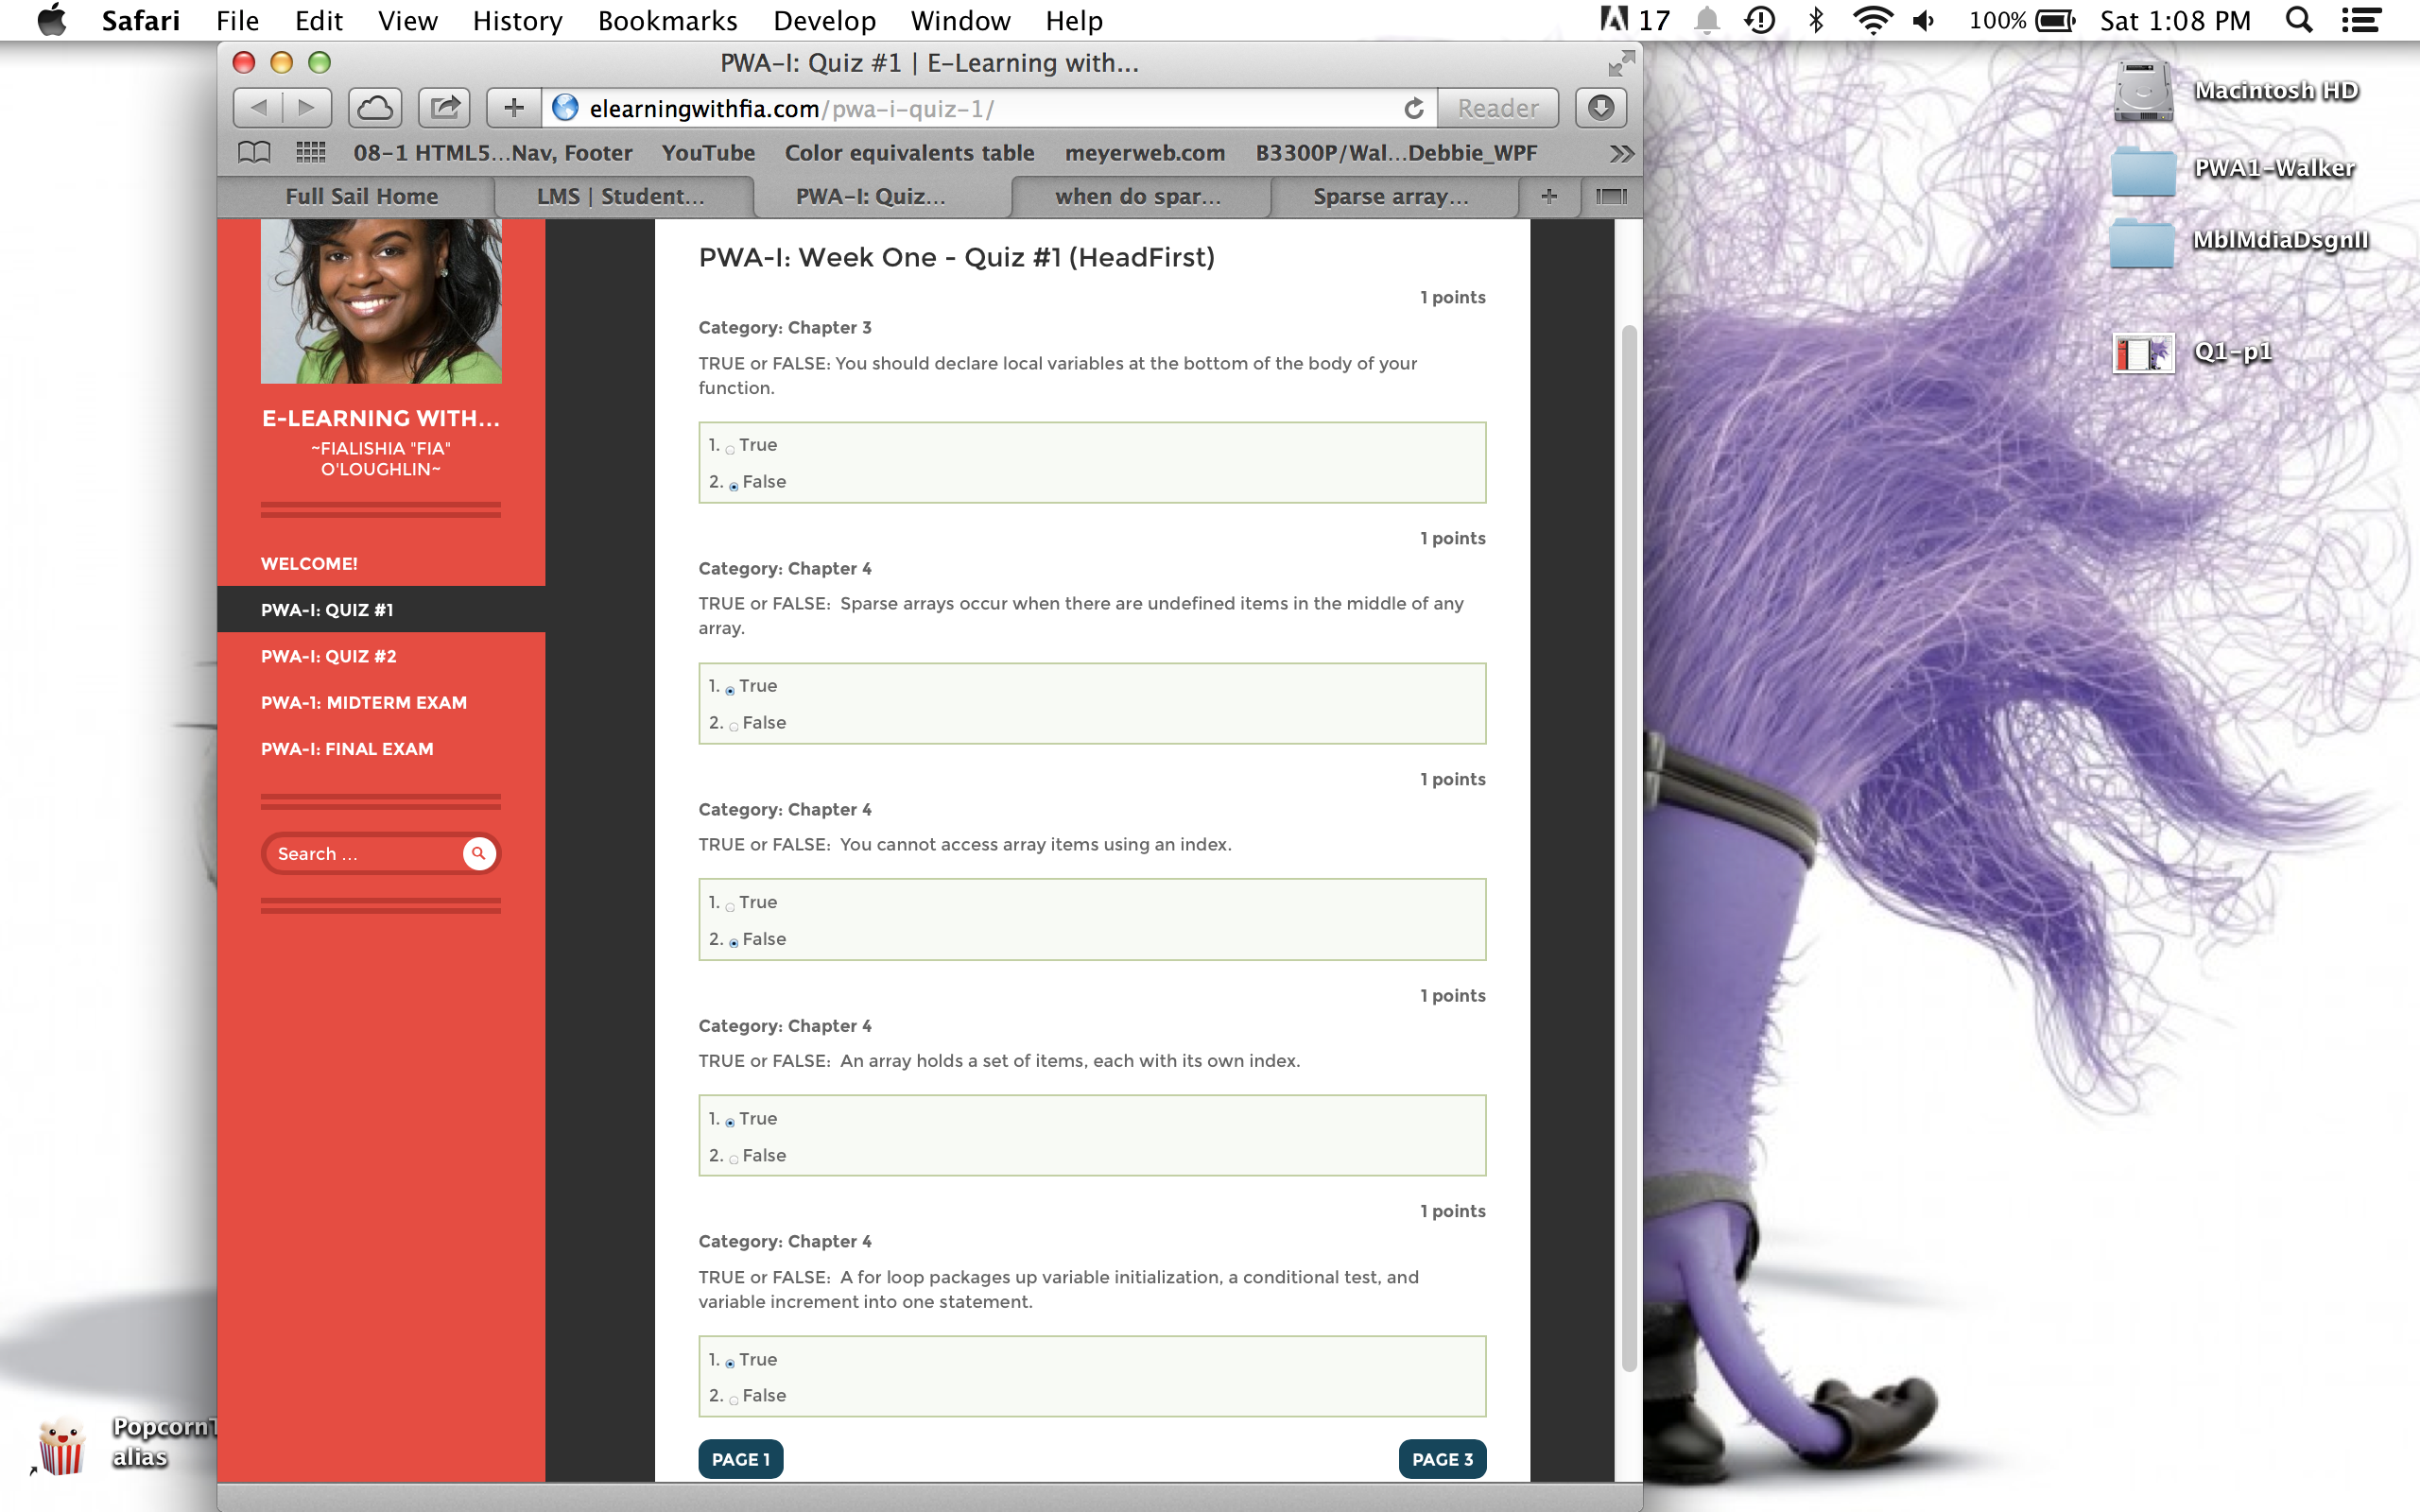 Safari File Edit View History Bookmarks Develop Window Help 17 100% Sat 1:08 PM
PWA-I: Quiz #1 | E-Learning with...
elearningwithfia.com/pwa-i-quiz-1/ Reader
08-1 HTML5...Nav, Footer YouTube Color equivalents table meyerweb.com B3300P/Wal...Debbie_WPF
Full Sail Home LMS | Student... PWA-I: Quiz... when do spar... Sparse array...
E-LEARNING WITH...
~FIALISHIA "FIA"
O'LOUGHLIN~
WELCOME!
PWA-I: QUIZ #1
PWA-I: QUIZ #2
PWA-1: MIDTERM EXAM
PWA-I: FINAL EXAM
Search ...
PWA-I: Week One - Quiz #1 (HeadFirst)
1 points
Category: Chapter 3
TRUE or FALSE: You should declare local variables at the bottom of the body of your
function.
1. True
2. False
1 points
Category: Chapter 4
TRUE or FALSE: Sparse arrays occur when there are undefined items in the middle of any
array.
1. True
2. False
1 points
Category: Chapter 4
TRUE or FALSE: You cannot access array items using an index.
1. True
2. False
1 points
Category: Chapter 4
TRUE or FALSE: An array holds a set of items, each with its own index.
1. True
2. False
1 points
Category: Chapter 4
TRUE or FALSE: A for loop packages up variable initialization, a conditional test, and
variable increment into one statement.
1. True
2. False
PAGE 1
PAGE 3
Macintosh HD
PWA1-Walker
MblMdiaDsgnII
Q1-p1
PopcornT
alias